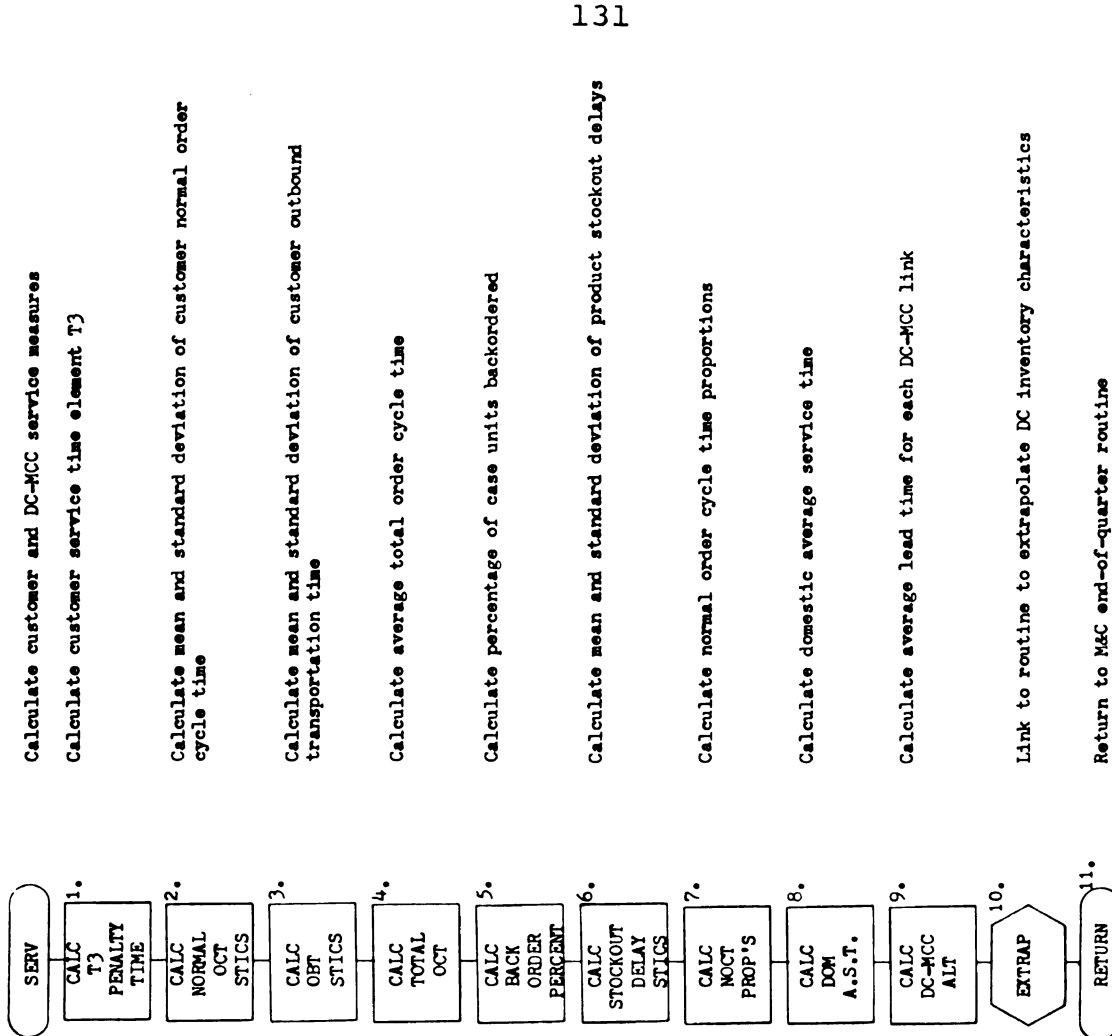 131
SERV
Calculate customer and DC-MCC service measures
1.
CALC
T3
PENALTY
TIME
Calculate customer service time element T3
2.
CALC
NORMAL
OCT
STICS
Calculate mean and standard deviation of customer normal order
cycle time
3.
CALC
OBT
STICS
Calculate mean and standard deviation of customer outbound
transportation time
4.
CALC
TOTAL
OCT
Calculate average total order cycle time
5.
CALC
BACK
ORDER
PERCENT
Calculate percentage of case units backordered
6.
CALC
STOCKOUT
DELAY
STICS
Calculate mean and standard deviation of product stockout delays
7.
CALC
NOCT
PROP'S
Calculate normal order cycle time proportions
8.
CALC
DOM
A.S.T.
Calculate domestic average service time
9.
CALC
DC-MCC
ALT
Calculate average lead time for each DC-MCC link
10.
EXTRAP
Link to routine to extrapolate DC inventory characteristics
11.
RETURN
Return to M&C end-of-quarter routine